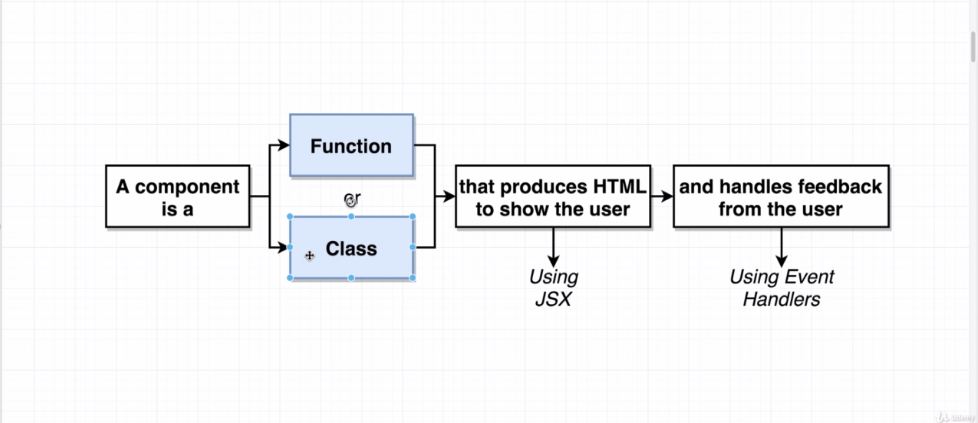 A component
is a
Function
or
Class
that produces HTML
to show the user
and handles feedback
from the user
Using
JSX
Using Event
Handlers
Udemy